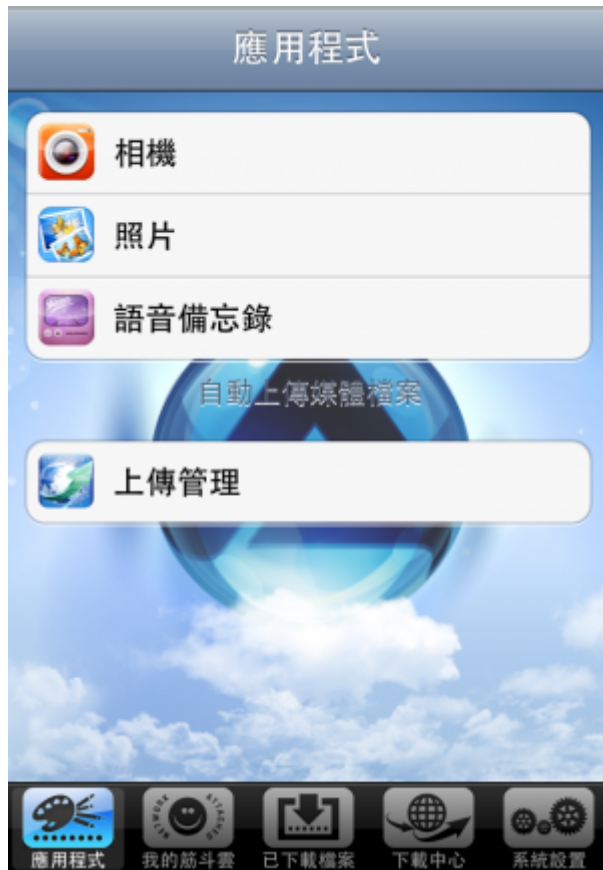 應用程式
相機
照片
語音備忘錄
自動上傳媒體檔案
上傳管理
NETWORK ATTACHED
應用程式
我的筋斗雲
已下載檔案
下載中心
系統設置